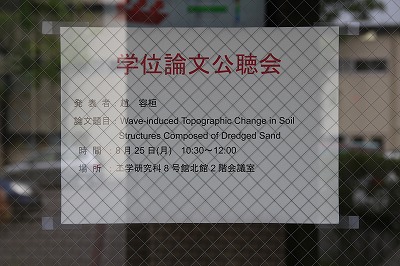 学位論文公聴会
発 表 者 趙 容桓
論文題目：Wave-induced Topographic Change in Soil
Structures Composed of Dredged Sand
時 間 ：8月25日(月) 10:30～12:00
場 所 ：工学研究科8号館北館2階会議室